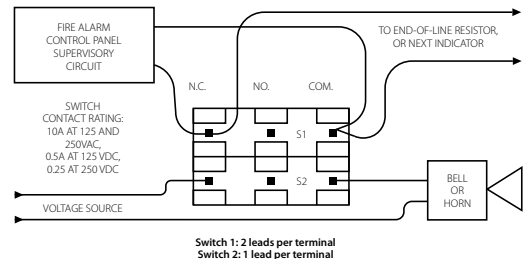 FIRE ALARM
CONTROL PANEL
SUPERVISORY
CIRCUIT
TO END-OF-LINE RESISTOR,
OR NEXT INDICATOR
N.C.
NO.
COM.
SWITCH
CONTACT RATING:
10A AT 125 AND
250VAC,
0.5A AT 125 VDC,
0.25 AT 250 VDC
S1
S2
BELL
OR
HORN
VOLTAGE SOURCE
Switch 1: 2 leads per terminal
Switch 2: 1 lead per terminal